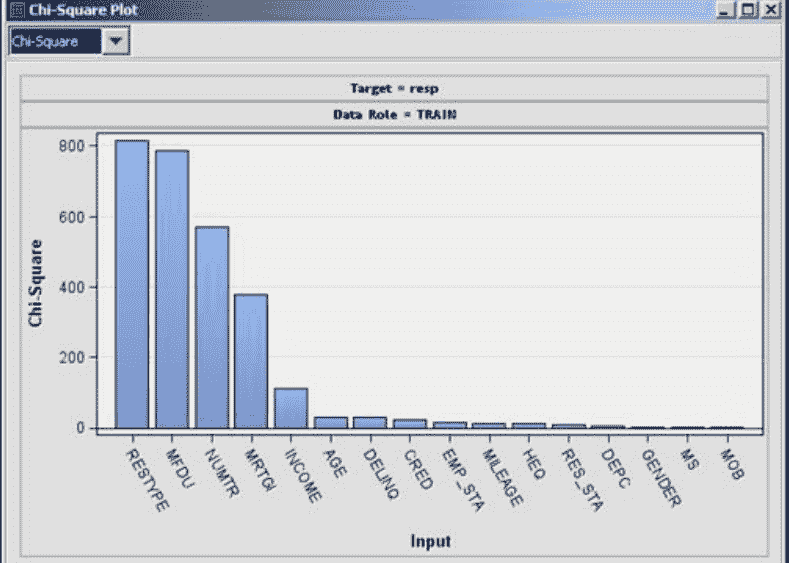 Chi-Square Plot
Chi-Square
Target = resp
Data Role = TRAIN
Chi-Square
800
600
400
200
0
RESTYPE
MFDU
NUMTR
MRTGI
INCOME
AGE
DELINQ
CRED
EMP_STA
MILEAGE
HEQ
RES_STA
DEPC
GENDER
MS
MOB
Input